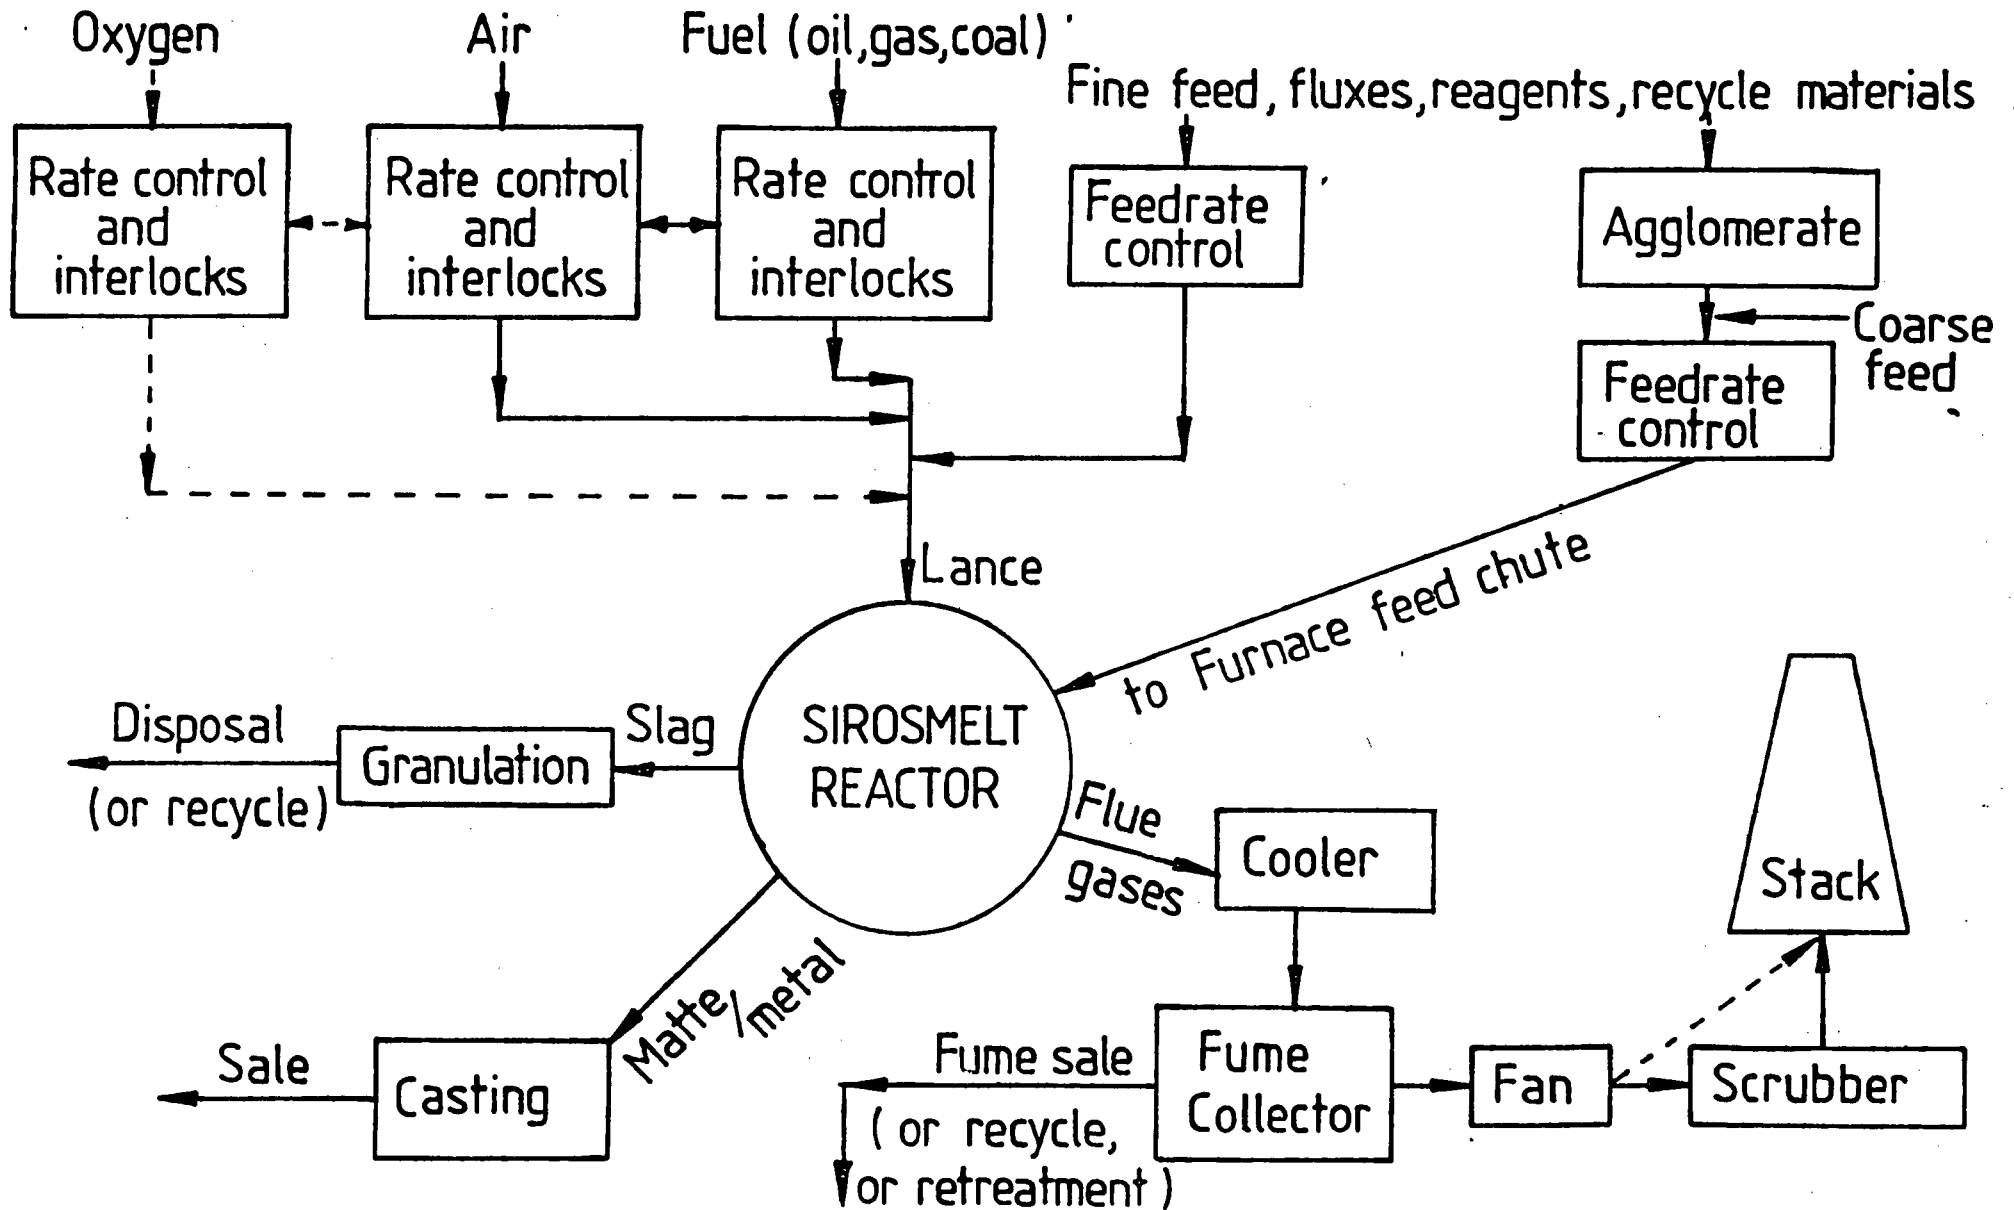 Oxygen
Air
Fuel (oil,gas,coal)
Fine feed, fluxes, reagents, recycle materials
Rate control
and
interlocks
Rate control
and
interlocks
Rate control
and
interlocks
Feedrate
control
Agglomerate
Coarse
feed
Feedrate
control
Lance
to Furnace feed chute
SIROSMELT
REACTOR
Slag
Granulation
Disposal
(or recycle)
Flue
gases
Cooler
Stack
Matte/metal
Casting
Sale
Fume sale
(or recycle,
or retreatment)
Fume
Collector
Fan
Scrubber